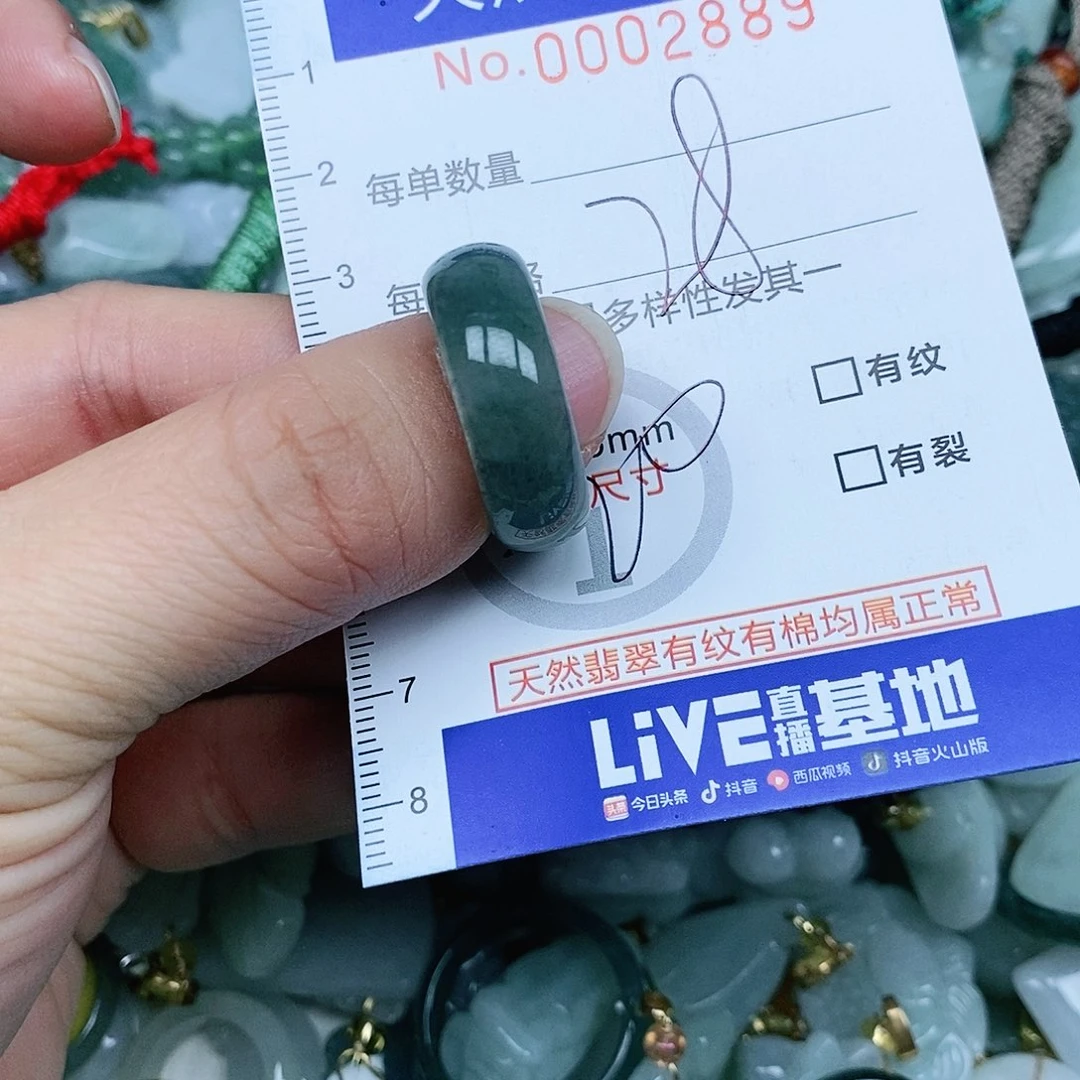 No.0002889
1
2
每单数量
3
每
多样性发其一
有纹
mm
有裂
尺寸
1
天然翡翠有纹有棉均属正常
7
LiVE直播基地
8
今日头条 抖音 西瓜视频 抖音火山版